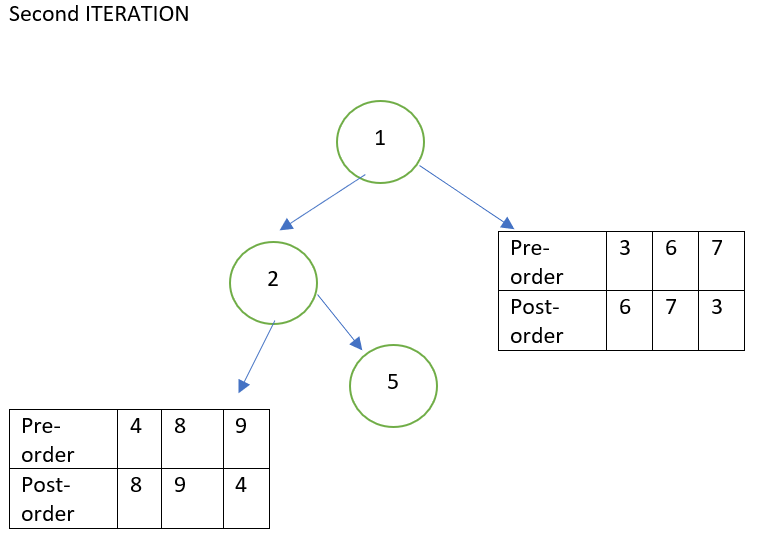 Second ITERATION
1
2
Pre-order 3 6 7
Post-order 6 7 3
5
Pre-order 4 8 9
Post-order 8 9 4